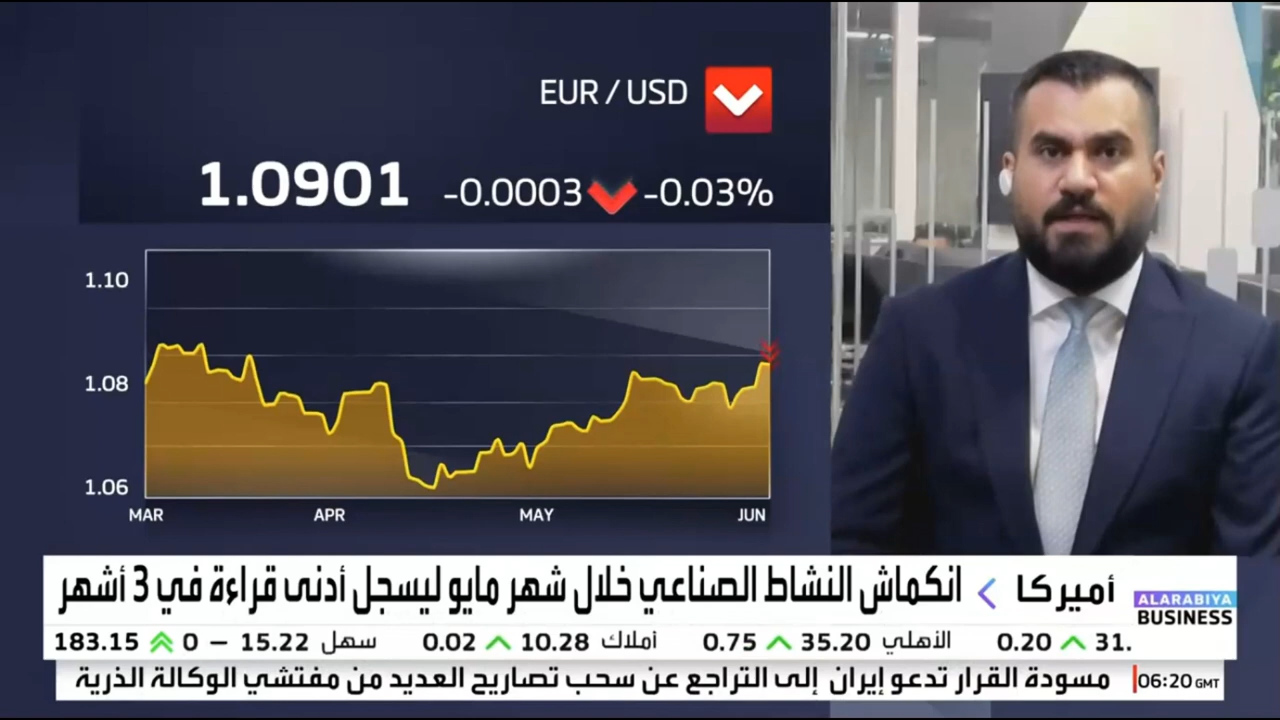 EUR / USD
1.0901 -0.0003 -0.03%
1.10
1.08
1.06
MAR APR MAY JUN
أميركا > انكماش النشاط الصناعي خلال شهر مايو ليسجل أدنى قراءة في 3 أشهر
ALARABIYA
BUSINESS
31. 0.20 الأهلي 35.20 0.75 أملاك 10.28 0.02 سهل 15.22 – 0 183.15
06:20 GMT مسودة القرار تدعو إيران إلى التراجع عن سحب تصاريح العديد من مفتشي الوكالة الذرية